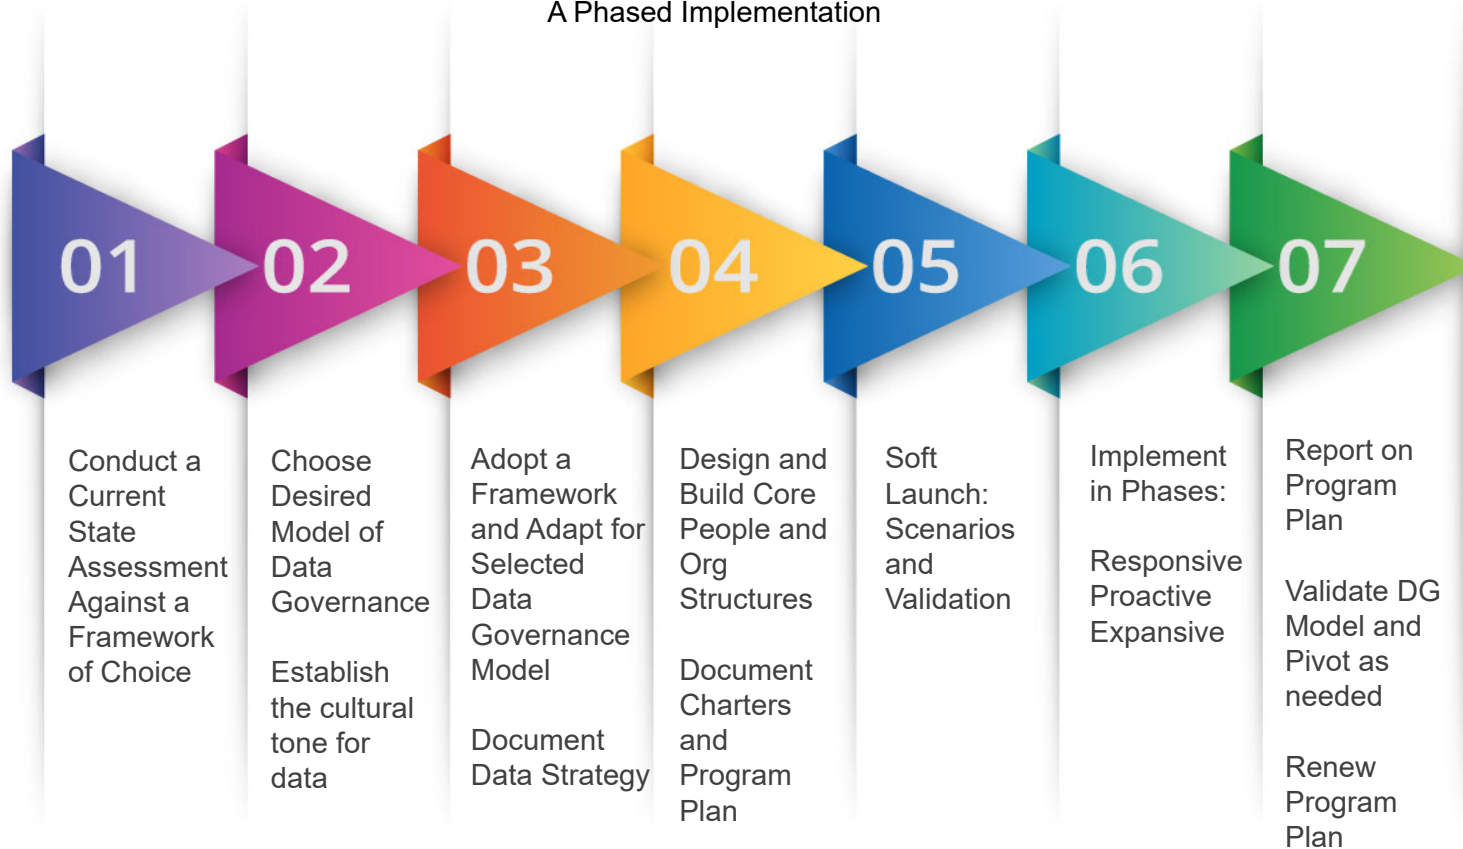 A Phased Implementation
01
02
03
04
05
06
07
Conduct a
Current
State
Assessment
Against a
Framework
of Choice
Choose
Desired
Model of
Data
Governance
Establish
the cultural
tone for
data
Adopt a
Framework
and Adapt for
Selected
Data
Governance
Model
Document
Data Strategy
Design and
Build Core
People and
Org
Structures
Document
Charters
and
Program
Plan
Soft
Launch:
Scenarios
and
Validation
Implement
in Phases:
Responsive
Proactive
Expansive
Report on
Program
Plan
Validate DG
Model and
Pivot as
needed
Renew
Program
Plan